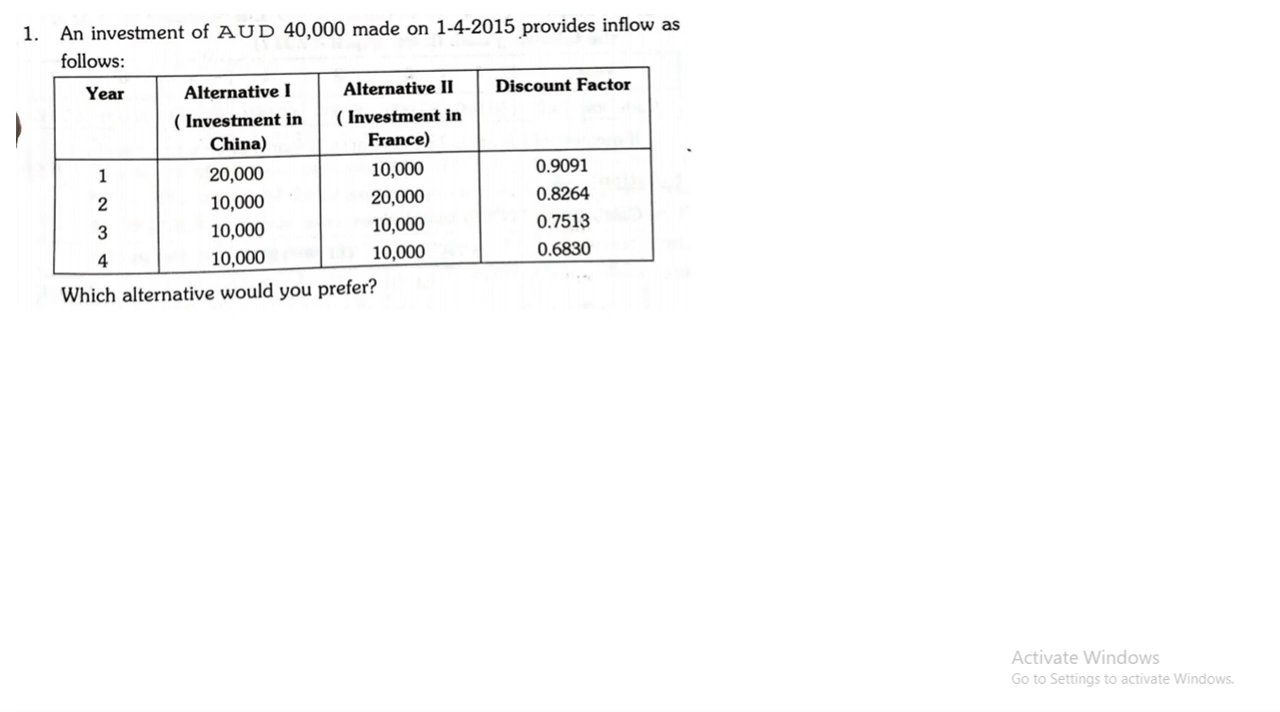 1. An investment of AUD 40,000 made on 1-4-2015 provides inflow as
follows:
Year Alternative I Alternative II Discount Factor
( Investment in ( Investment in
China) France)
1 20,000 10,000 0.9091
2 10,000 20,000 0.8264
3 10,000 10,000 0.7513
4 10,000 10,000 0.6830
Which alternative would you prefer?
Activate Windows
Go to Settings to activate Windows.